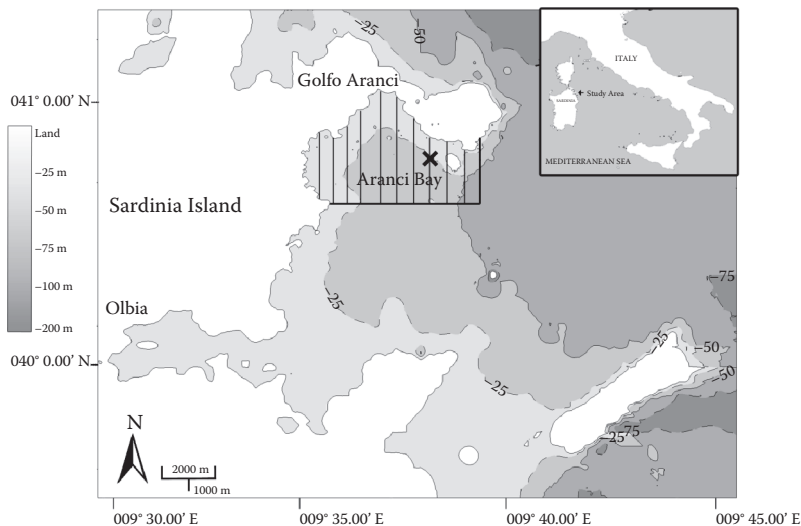 −25
−50
ITALY
Golfo Aranci
041° 0.00′ N
SARDINIA
Study Area
Land
MEDITERRANEAN SEA
−25 m
Aranci Bay
−50 m
Sardinia Island
−75 m
−75
−100 m
−25
Olbia
−200 m
−25
−50
040° 0.00′ N
−50
−25
N
−25
75
2000 m
1000 m
009° 30.00′ E
009° 35.00′ E
009° 40.00′ E
009° 45.00′ E